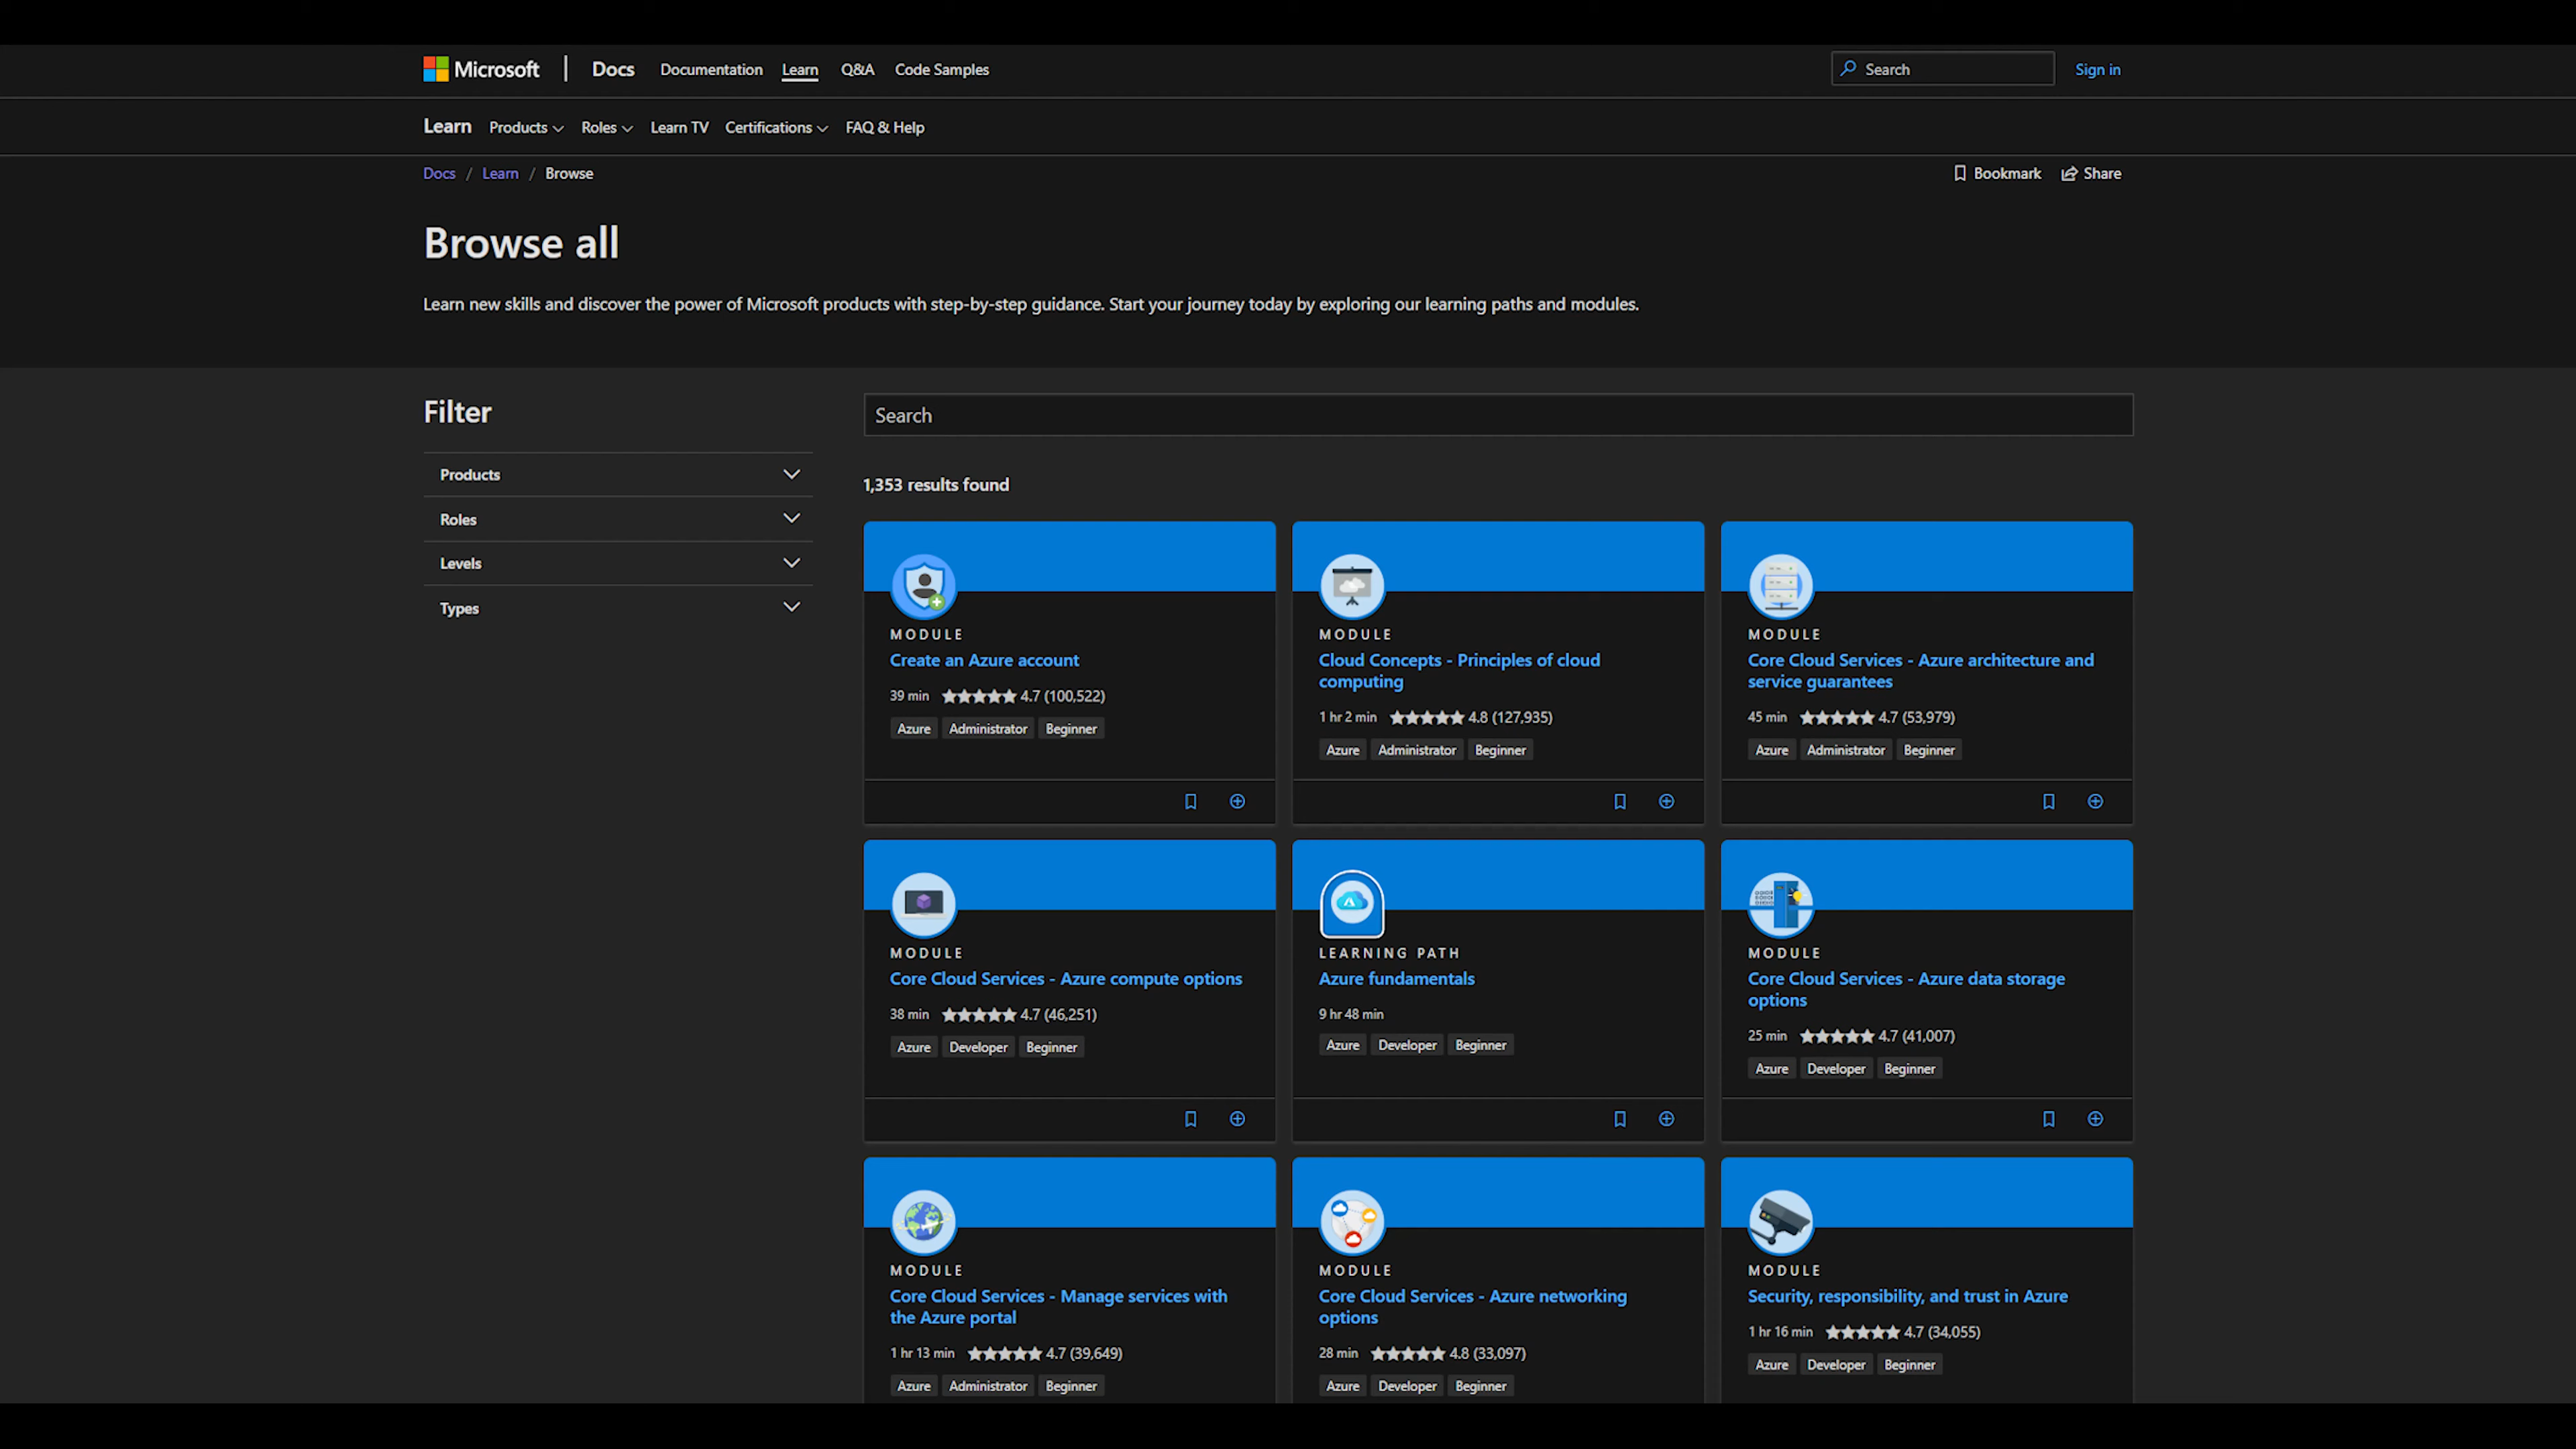 Microsoft | Docs Documentation Learn Q&A Code Samples Search Sign in
Learn Products Roles Learn TV Certifications FAQ & Help
Docs / Learn / Browse Bookmark Share
Browse all
Learn new skills and discover the power of Microsoft products with step-by-step guidance. Start your journey today by exploring our learning paths and modules.
Filter
Products
Roles
Levels
Types
Search
1,353 results found
MODULE
Create an Azure account
39 min 4.7 (100,522)
Azure Administrator Beginner
MODULE
Cloud Concepts - Principles of cloud
computing
1 hr 2 min 4.8 (127,935)
Azure Administrator Beginner
MODULE
Core Cloud Services - Azure architecture and
service guarantees
45 min 4.7 (53,979)
Azure Administrator Beginner
MODULE
Core Cloud Services - Azure compute options
38 min 4.7 (46,251)
Azure Developer Beginner
LEARNING PATH
Azure fundamentals
9 hr 48 min
Azure Developer Beginner
MODULE
Core Cloud Services - Azure data storage
options
25 min 4.7 (41,007)
Azure Developer Beginner
MODULE
Core Cloud Services - Manage services with
the Azure portal
1 hr 13 min 4.7 (39,649)
Azure Administrator Beginner
MODULE
Core Cloud Services - Azure networking
options
28 min 4.8 (33,097)
Azure Developer Beginner
MODULE
Security, responsibility, and trust in Azure
1 hr 16 min 4.7 (34,055)
Azure Developer Beginner